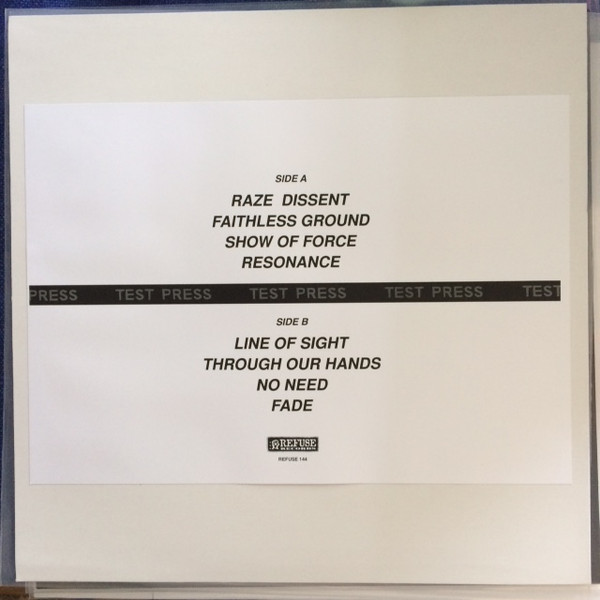 SIDE A
RAZE DISSENT
FAITHLESS GROUND
SHOW OF FORCE
RESONANCE
PRESS TEST PRESS TEST PRESS TEST PRESS TEST
SIDE B
LINE OF SIGHT
THROUGH OUR HANDS
NO NEED
FADE
REFUSE
RECORDS
REFUSE 144